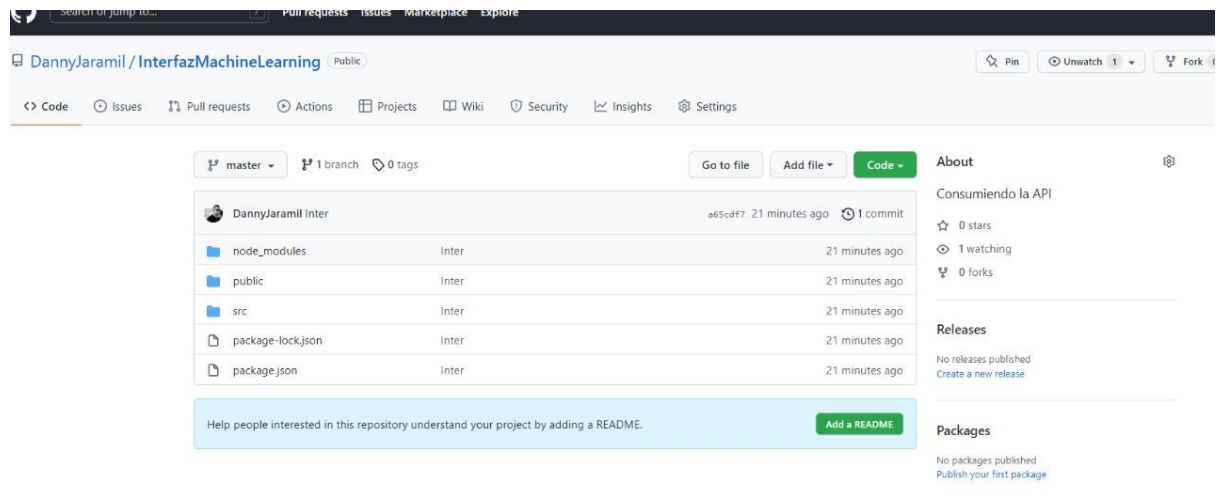 Search or jump to... /
Pull requests Issues Marketplace Explore
DannyJaramil / InterfazMachineLearning Public
Pin Unwatch 1 Fork
Code Issues Pull requests Actions Projects Wiki Security Insights Settings
master 1 branch 0 tags Go to file Add file Code
DannyJaramil Inter a65cdf7 21 minutes ago 1 commit
node_modules Inter 21 minutes ago
public Inter 21 minutes ago
src Inter 21 minutes ago
package-lock.json Inter 21 minutes ago
package.json Inter 21 minutes ago
Help people interested in this repository understand your project by adding a README. Add a README
About
Consumiendo la API
0 stars
1 watching
0 forks
Releases
No releases published
Create a new release
Packages
No packages published
Publish your first package